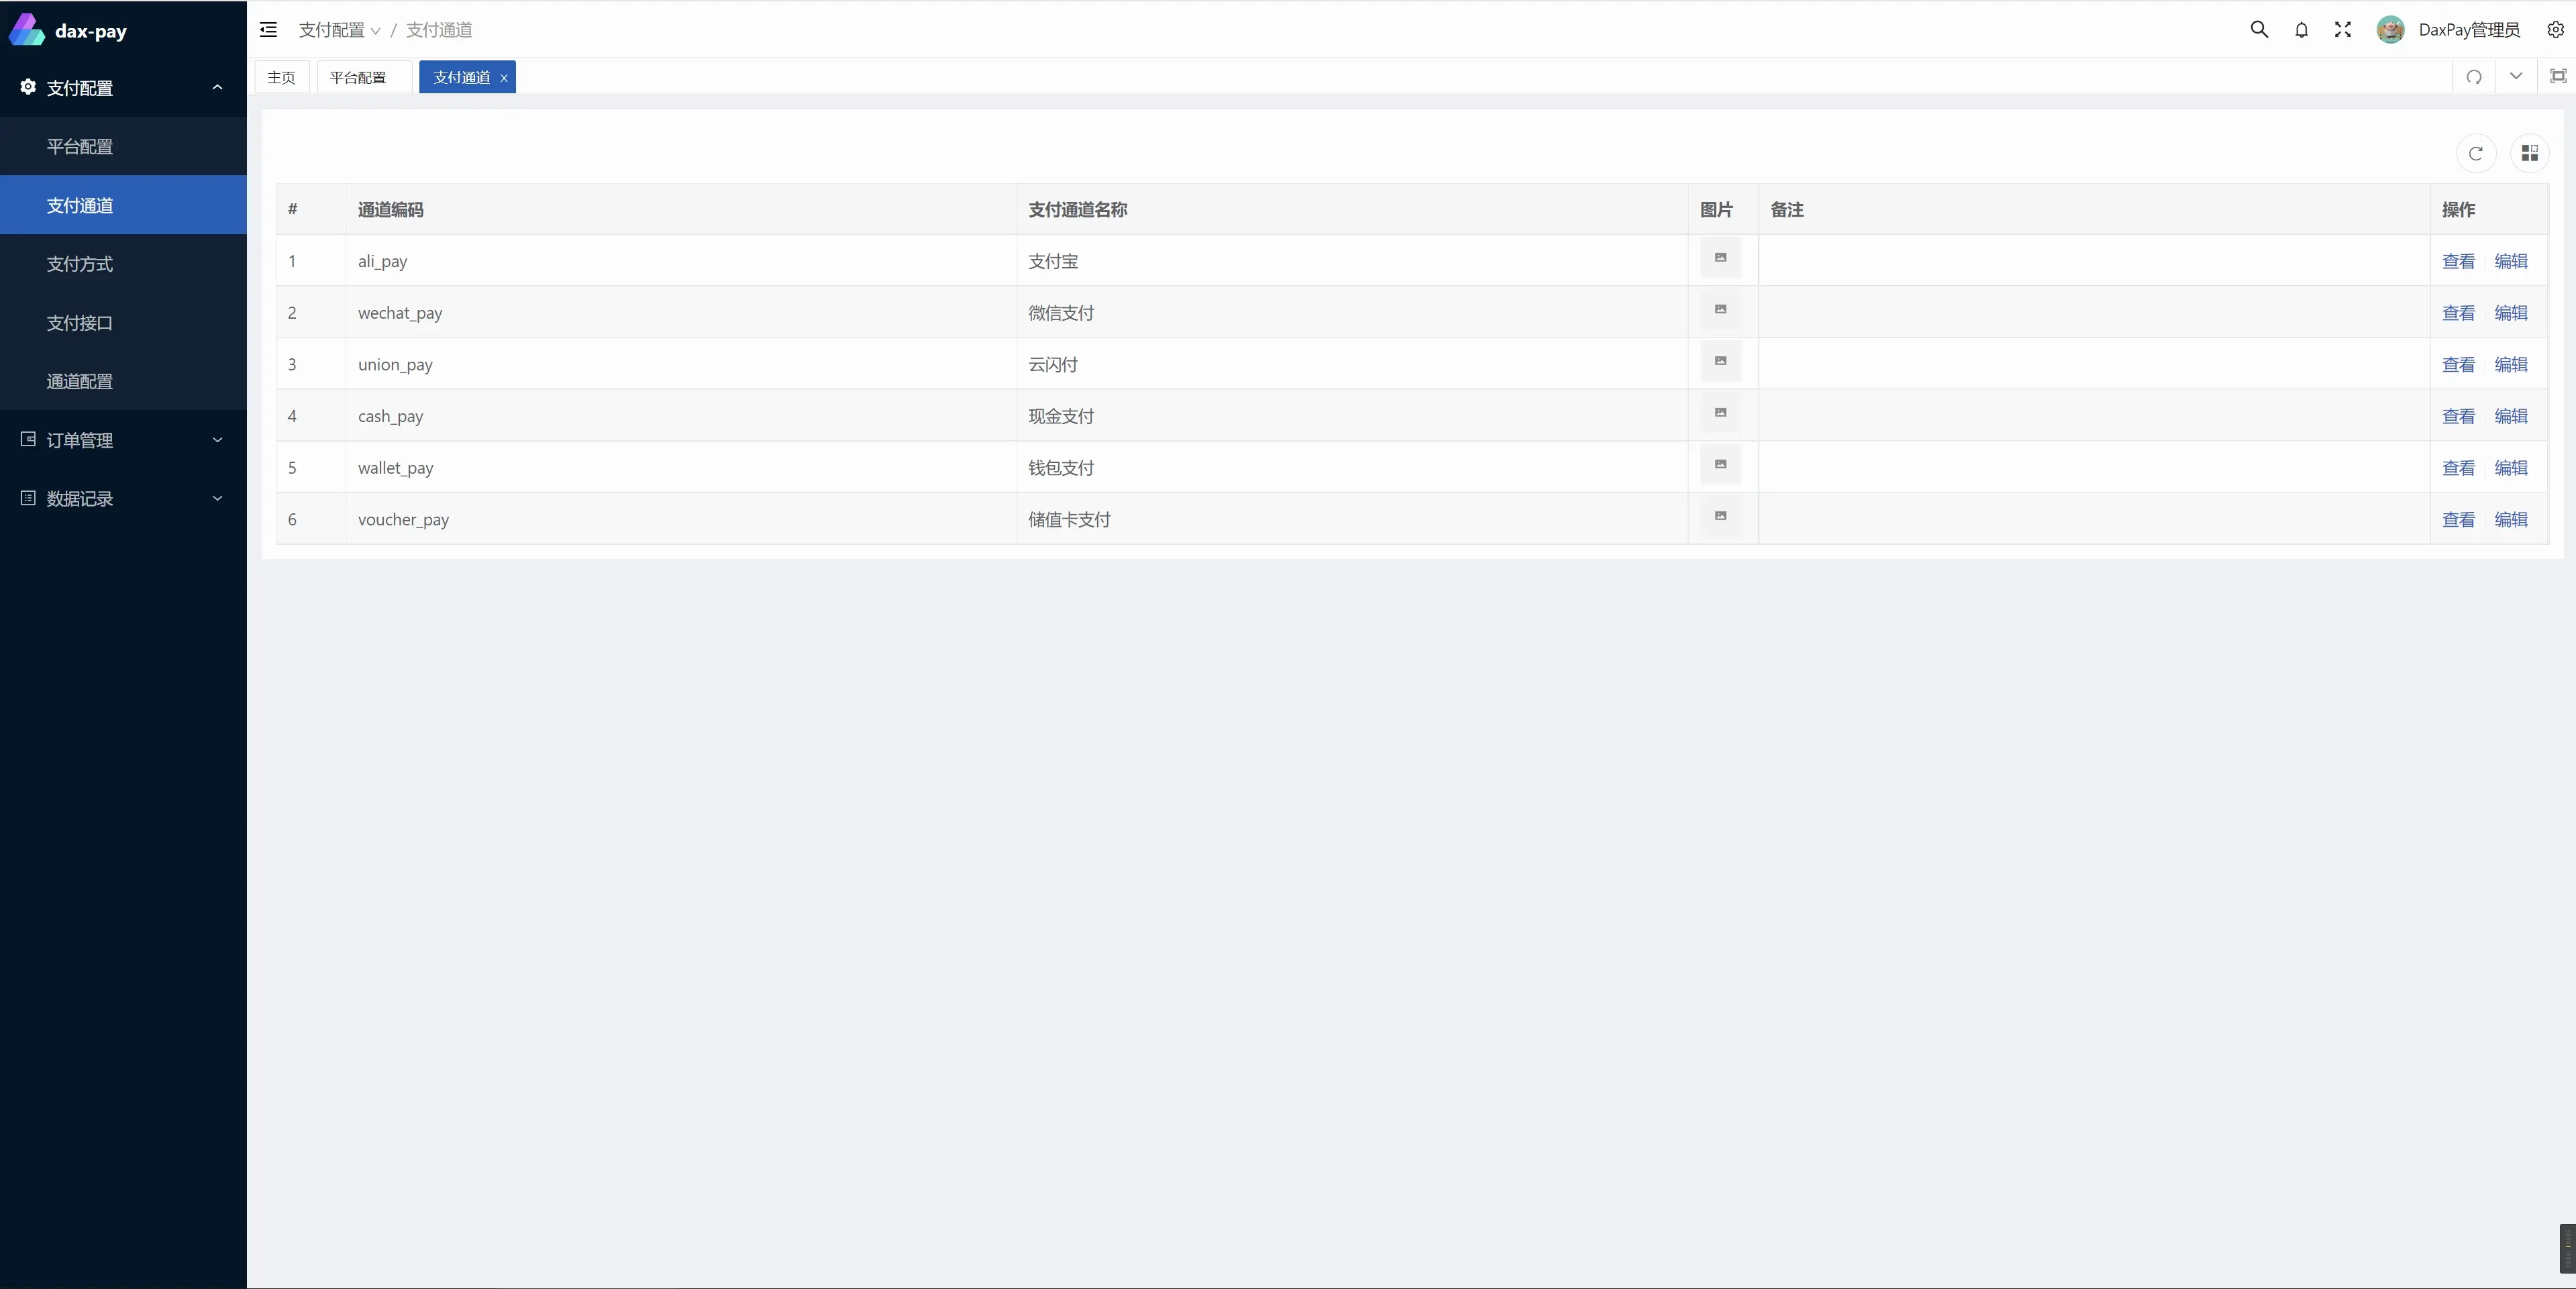 dax-pay
支付配置
平台配置
支付通道
支付方式
支付接口
通道配置
订单管理
数据记录
支付配置 / 支付通道
DaxPay管理员
主页 平台配置 支付通道 x
# 通道编码 支付通道名称 图片 备注 操作
1 ali_pay 支付宝 查看 编辑
2 wechat_pay 微信支付 查看 编辑
3 union_pay 云闪付 查看 编辑
4 cash_pay 现金支付 查看 编辑
5 wallet_pay 钱包支付 查看 编辑
6 voucher_pay 储值卡支付 查看 编辑